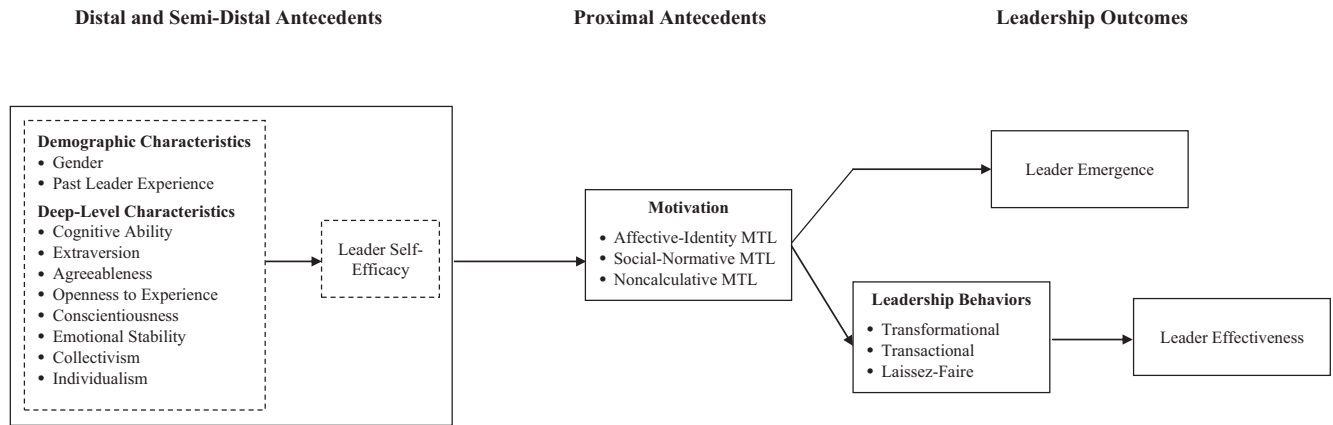 Distal and Semi-Distal Antecedents
Proximal Antecedents
Leadership Outcomes
Demographic Characteristics
• Gender
• Past Leader Experience
Deep-Level Characteristics
• Cognitive Ability
• Extraversion
• Agreeableness
• Openness to Experience
• Conscientiousness
• Emotional Stability
• Collectivism
• Individualism
Leader Self-
Efficacy
Motivation
• Affective-Identity MTL
• Social-Normative MTL
• Noncalculative MTL
Leader Emergence
Leadership Behaviors
• Transformational
• Transactional
• Laissez-Faire
Leader Effectiveness